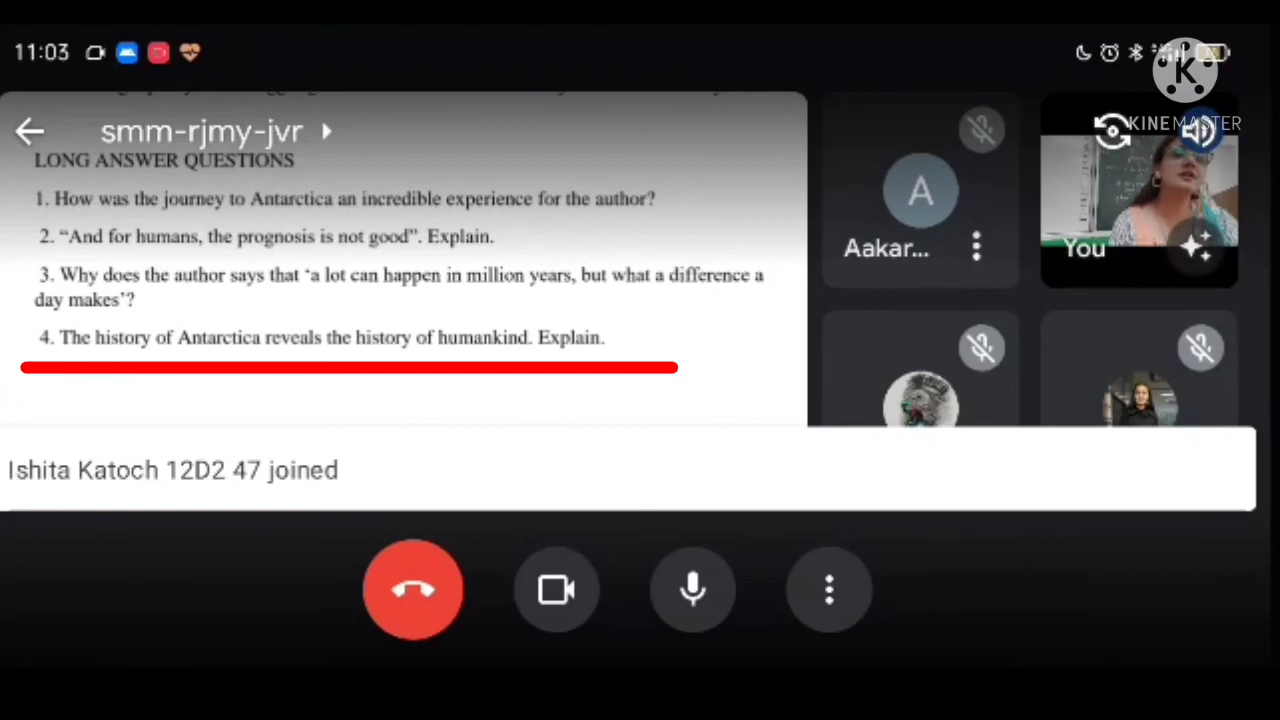 11:03
smm-rjmy-jvr
KINEMASTER
K
LONG ANSWER QUESTIONS
1. How was the journey to Antarctica an incredible experience for the author?
2. “And for humans, the prognosis is not good”. Explain.
3. Why does the author says that ‘a lot can happen in million years, but what a difference a
day makes’?
4. The history of Antarctica reveals the history of humankind. Explain.
A
Aakar...
You
Ishita Katoch 12D2 47 joined